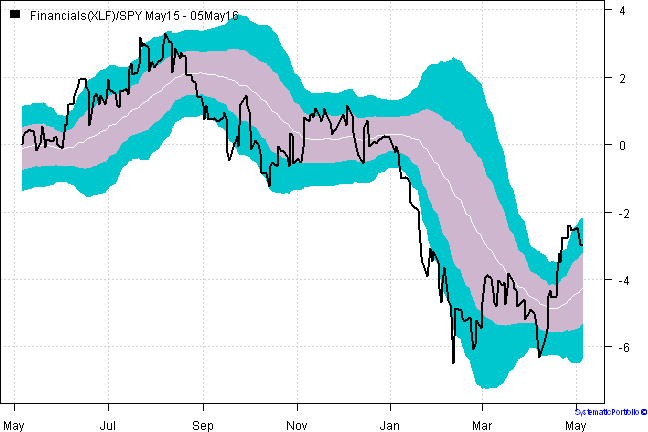 Financials(XLF)/SPY May15 - 05May16
4
2
0
-2
-4
-6
May Jul Sep Nov Jan Mar May
SystematicPortfolio ©